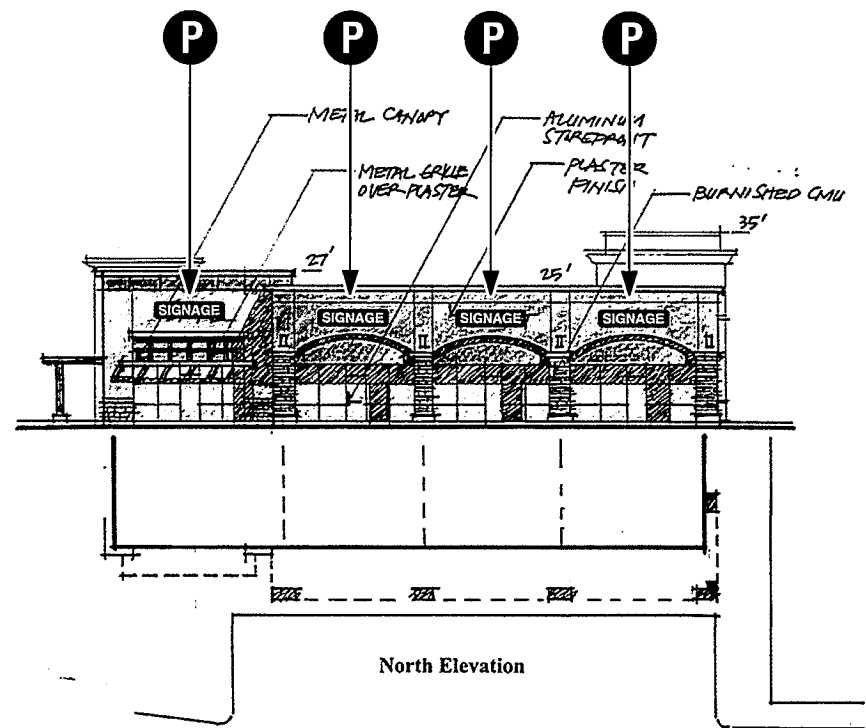 P P P P
METAL CANOPY
METAL GRILLE
OVER PLASTER
ALUMINUM
STOREFRONT
PLASTER
FINISH
BURNISHED CMU
35'
27'
25'
SIGNAGE
SIGNAGE
SIGNAGE
SIGNAGE
North Elevation